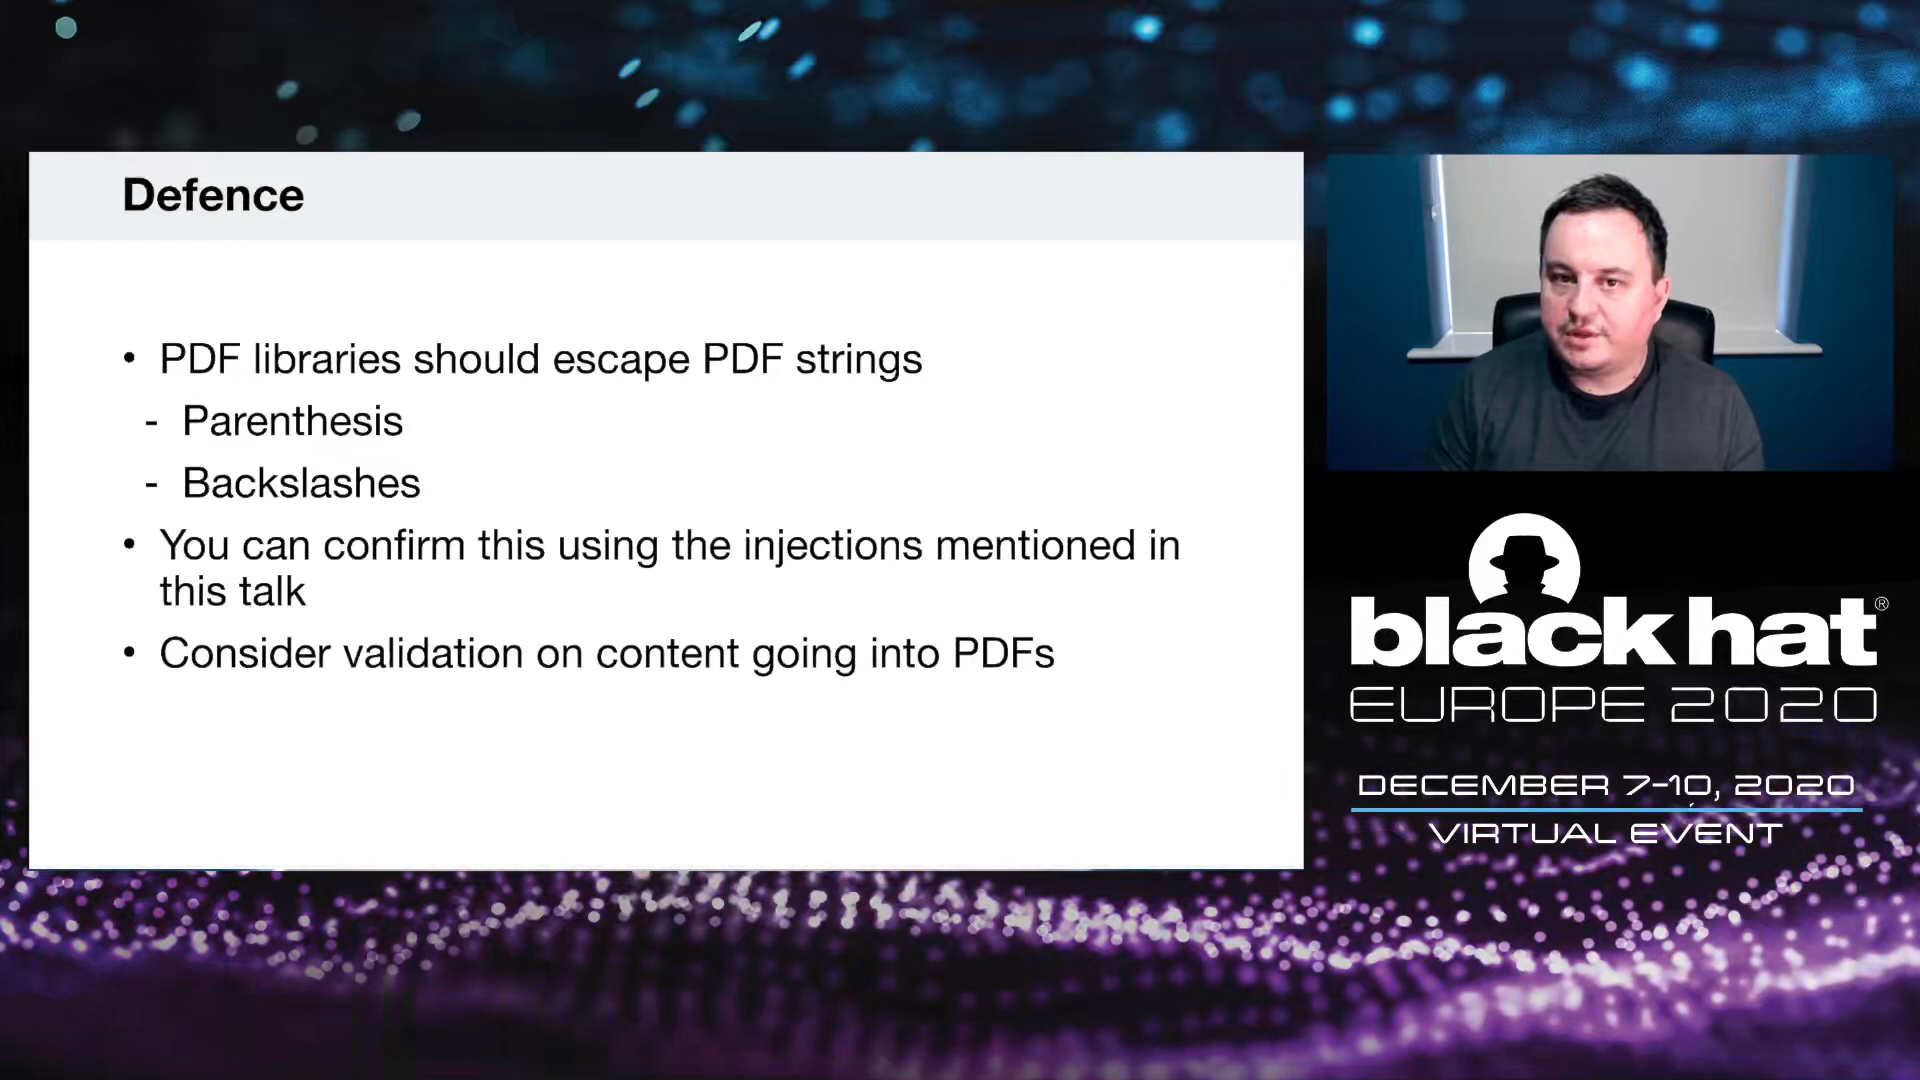 Defence
• PDF libraries should escape PDF strings
- Parenthesis
- Backslashes
• You can confirm this using the injections mentioned in
this talk
• Consider validation on content going into PDFs
black hat®
EUROPE 2020
DECEMBER 7-10, 2020
VIRTUAL EVENT